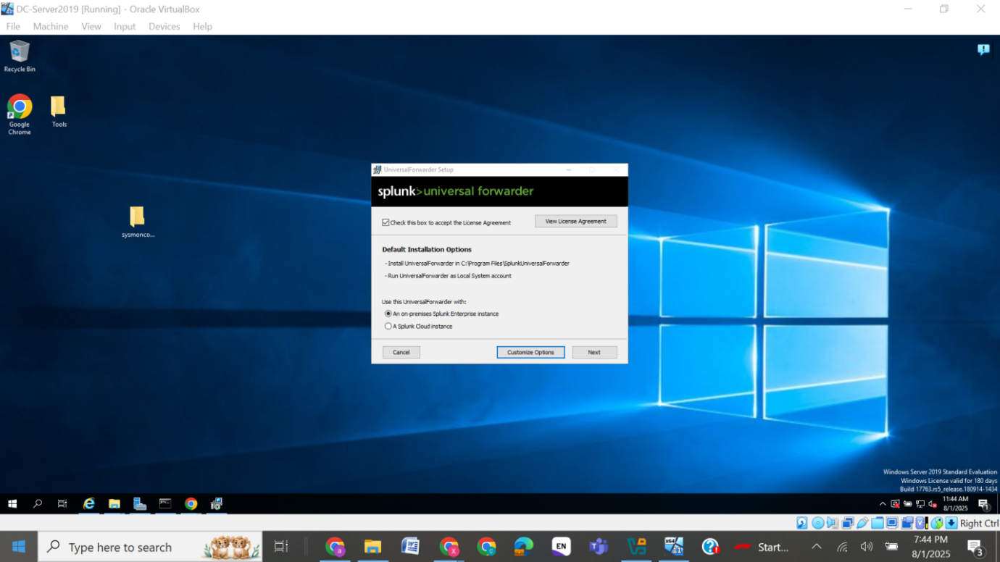 DC-Server2019 [Running] - Oracle VirtualBox
File Machine View Input Devices Help
Recycle Bin
Google
Chrome
Tools
sysmonco...
UniversalForwarder Setup
splunk>universal forwarder
Check this box to accept the License Agreement
View License Agreement
Default Installation Options
- Install UniversalForwarder in C:\Program Files\SplunkUniversalForwarder
- Run UniversalForwarder as Local System account
Use this UniversalForwarder with:
An on-premises Splunk Enterprise instance
A Splunk Cloud instance
Cancel
Customize Options
Next
Windows Server 2019 Standard Evaluation
Windows License valid for 180 days
Build 17763.rs5_release.180914-1434
11:44 AM
8/1/2025
1
Right Ctrl
Type here to search
a
x
c
EN
x64
Start...
7:44 PM
8/1/2025
3